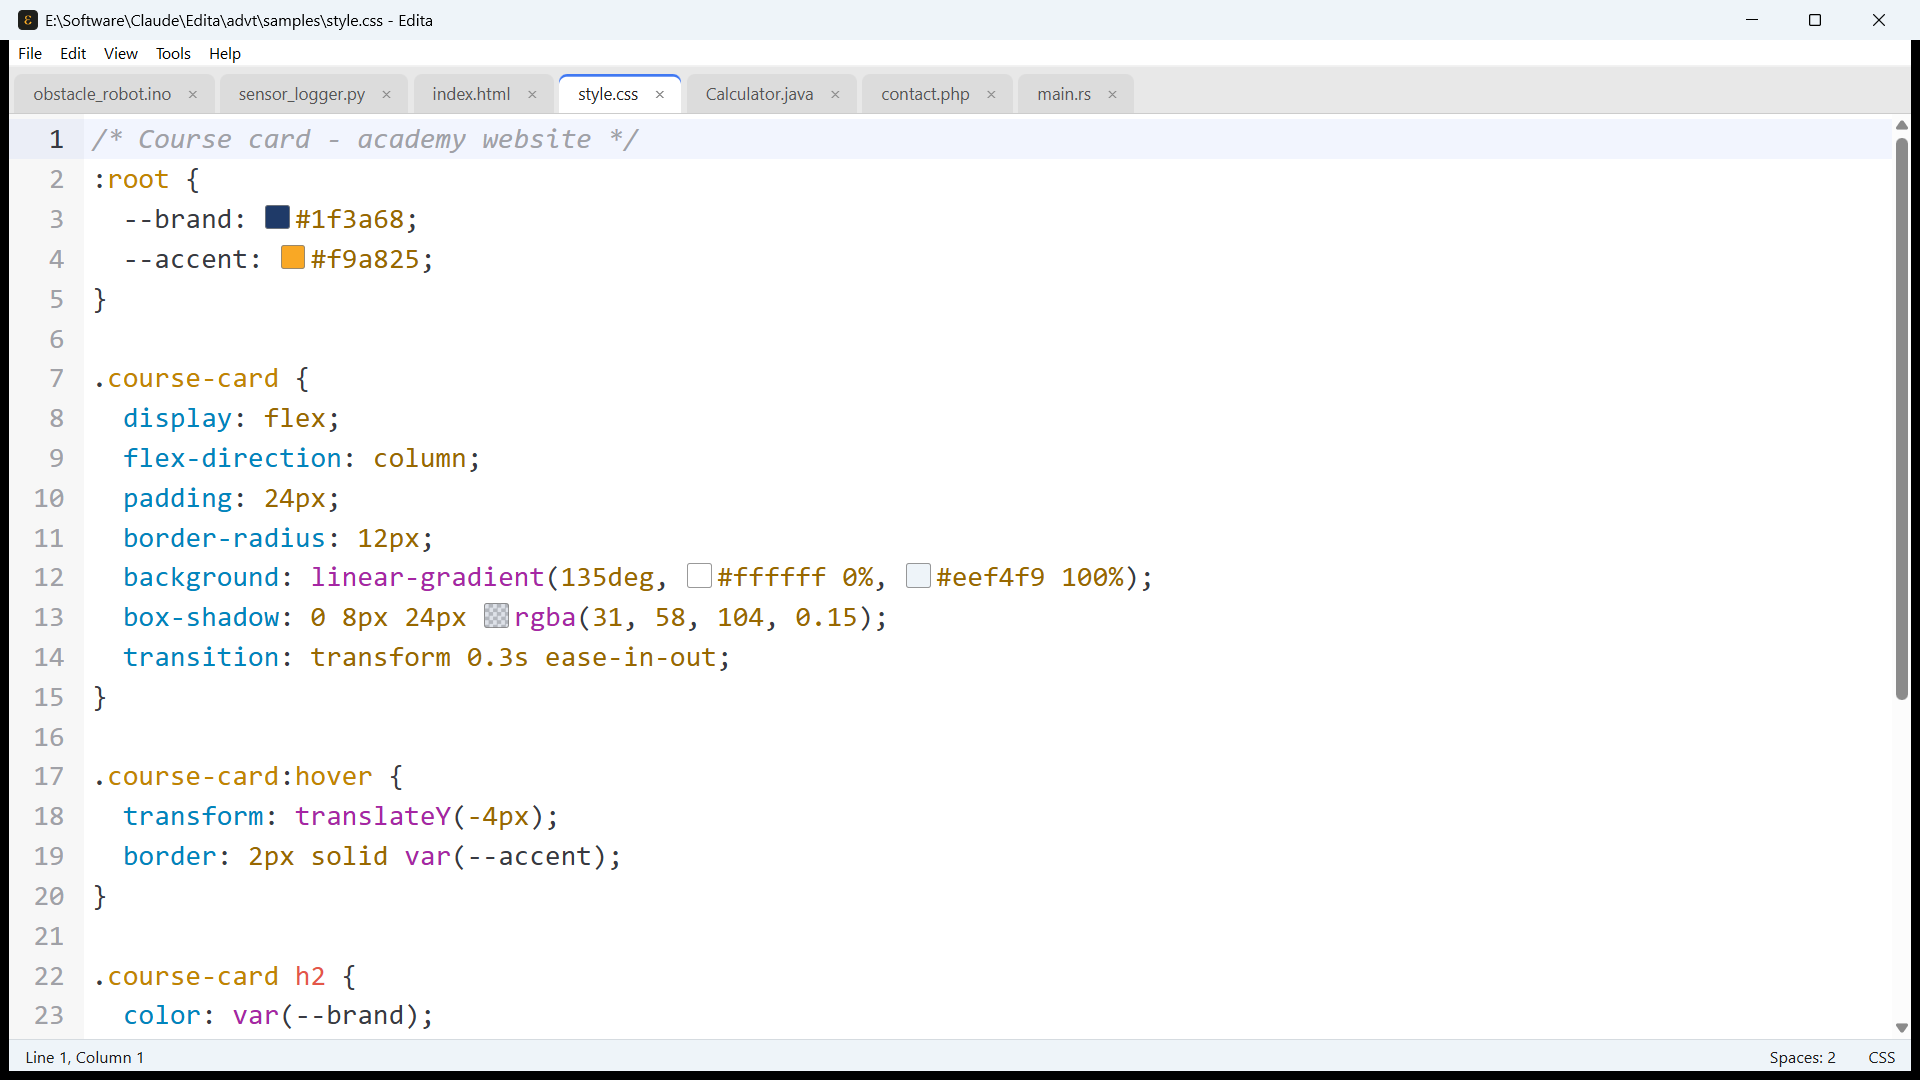 E:\Software\Claude\Edita\advt\samples\style.css - Edita
File Edit View Tools Help
obstacle_robot.ino × sensor_logger.py × index.html × style.css × Calculator.java × contact.php × main.rs ×
1 /* Course card - academy website */
2 :root {
3   --brand: #1f3a68;
4   --accent: #f9a825;
5 }
6
7 .course-card {
8   display: flex;
9   flex-direction: column;
10   padding: 24px;
11   border-radius: 12px;
12   background: linear-gradient(135deg, #ffffff 0%, #eef4f9 100%);
13   box-shadow: 0 8px 24px rgba(31, 58, 104, 0.15);
14   transition: transform 0.3s ease-in-out;
15 }
16
17 .course-card:hover {
18   transform: translateY(-4px);
19   border: 2px solid var(--accent);
20 }
21
22 .course-card h2 {
23   color: var(--brand);
Line 1, Column 1 Spaces: 2 CSS